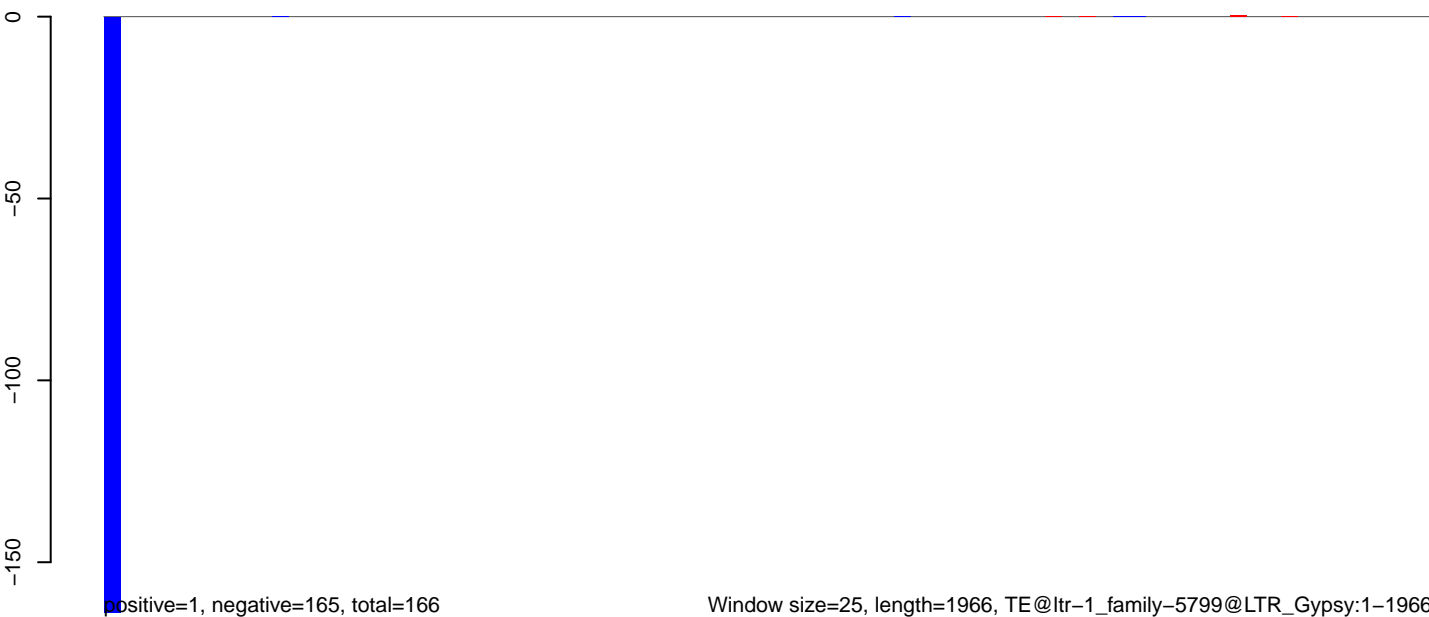 0
−50
−100
−150
positive=1, negative=165, total=166
Window size=25, length=1966, TE@ltr−1_family−5799@LTR_Gypsy:1−1966